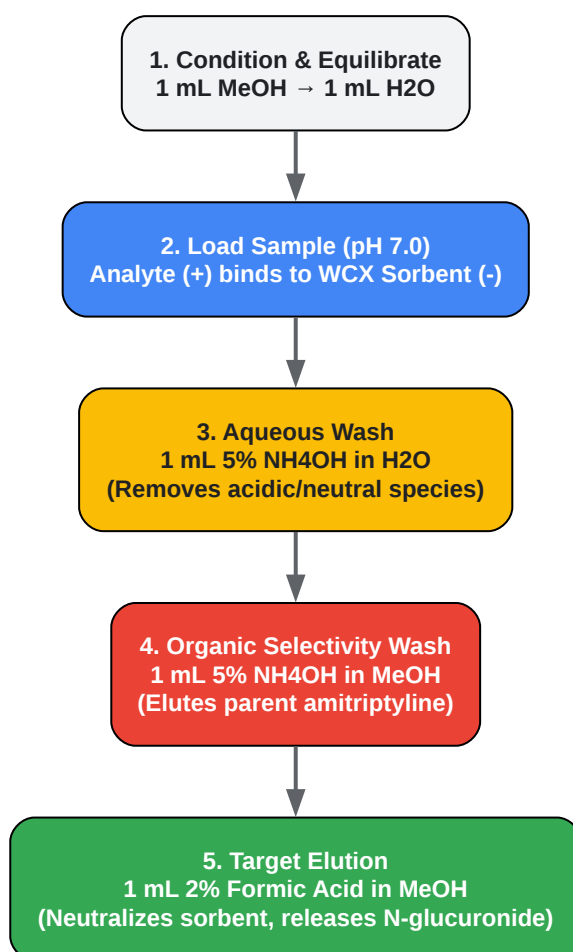 1. Condition & Equilibrate
1 mL MeOH → 1 mL H2O
2. Load Sample (pH 7.0)
Analyte (+) binds to WCX Sorbent (-)
3. Aqueous Wash
1 mL 5% NH4OH in H2O
(Removes acidic/neutral species)
4. Organic Selectivity Wash
1 mL 5% NH4OH in MeOH
(Elutes parent amitriptyline)
5. Target Elution
1 mL 2% Formic Acid in MeOH
(Neutralizes sorbent, releases N-glucuronide)